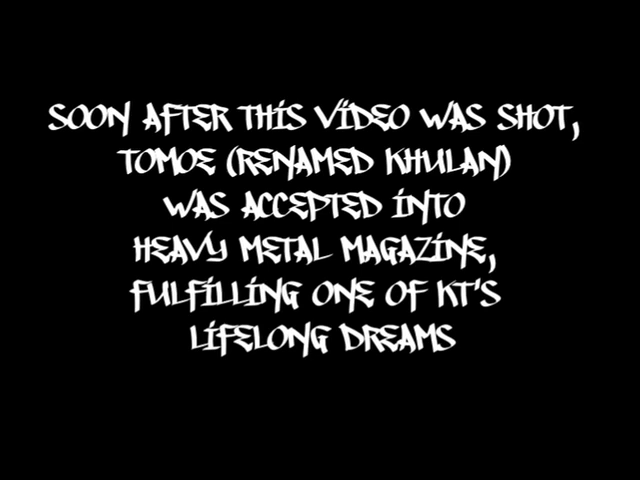 SOON AFTER THIS VIDEO WAS SHOT,
TOMOE (RENAMED KHULAN)
WAS ACCEPTED INTO
HEAVY METAL MAGAZINE,
FULFILLING ONE OF KT'S
LIFELONG DREAMS